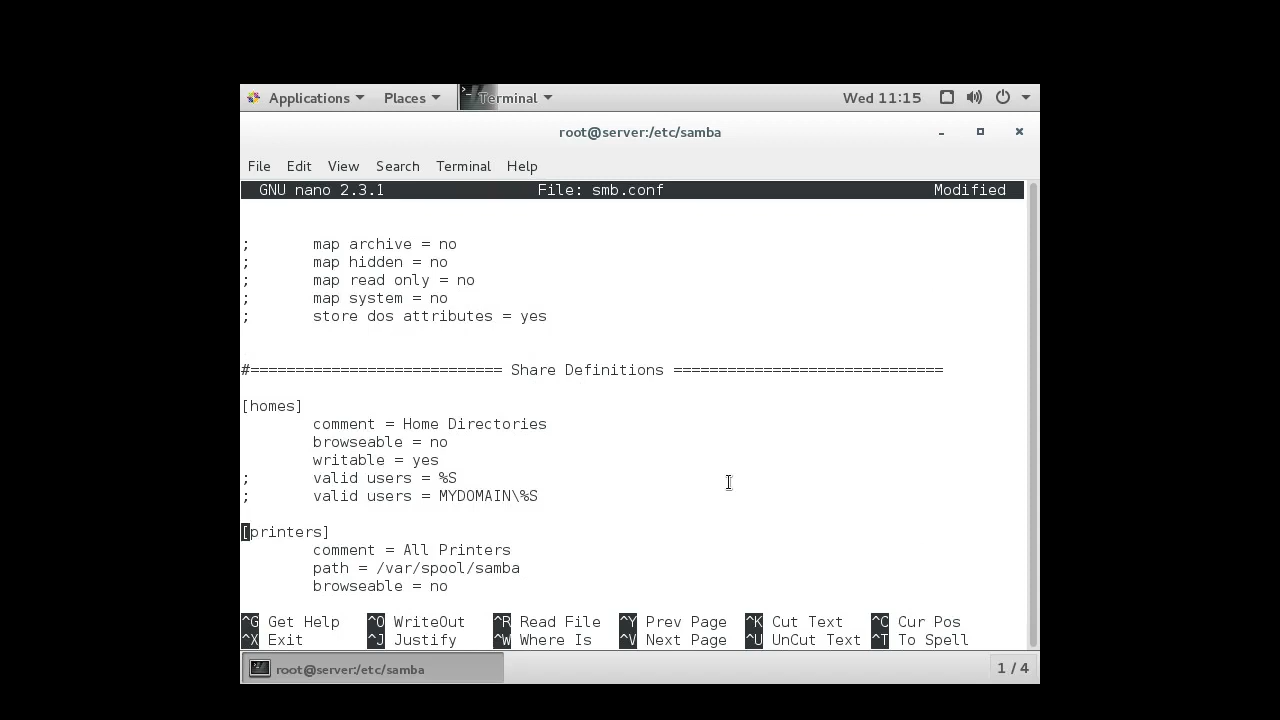 Applications Places Terminal Wed 11:15
root@server:/etc/samba
File Edit View Search Terminal Help
GNU nano 2.3.1 File: smb.conf Modified
; map archive = no
; map hidden = no
; map read only = no
; map system = no
; store dos attributes = yes
#============================ Share Definitions ==============================
[homes]
comment = Home Directories
browseable = no
writable = yes
; valid users = %S
; valid users = MYDOMAIN\%S
[printers]
comment = All Printers
path = /var/spool/samba
browseable = no
^G Get Help ^O WriteOut ^R Read File ^Y Prev Page ^K Cut Text ^C Cur Pos
^X Exit ^J Justify ^W Where Is ^V Next Page ^U UnCut Text ^T To Spell
root@server:/etc/samba 1 / 4